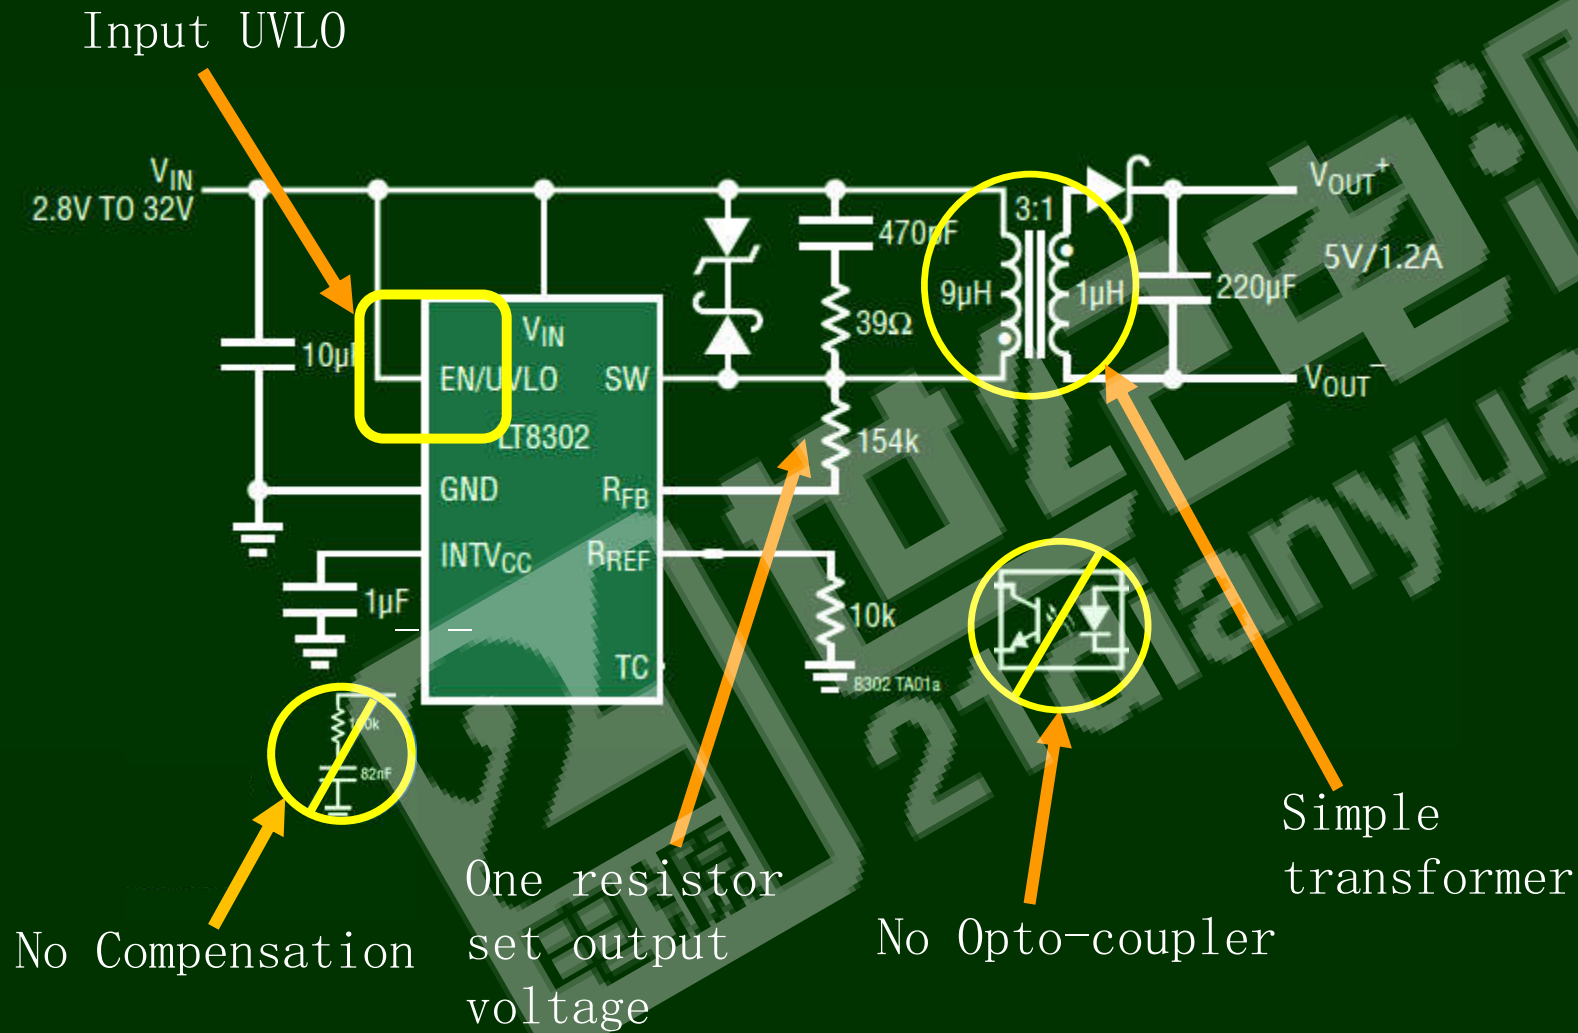 Input UVLO
VIN
2.8V TO 32V
10µF
VIN
EN/UVLO
SW
LT8302
GND
RFB
INTVCC
RREF
TC
1µF
470pF
39Ω
154k
10k
8302 TA01a
3:1
9µH
1µH
220µF
VOUT+
5V/1.2A
VOUT−
82nF
No Compensation
One resistor
set output
voltage
No Opto-coupler
Simple
transformer